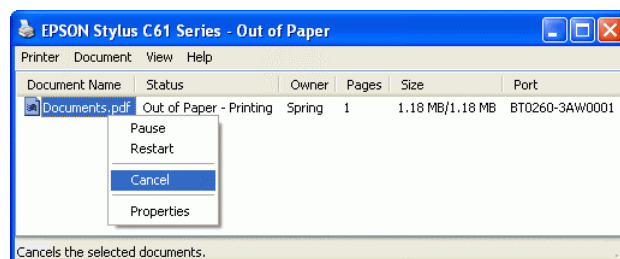 EPSON Stylus C61 Series - Out of Paper
Printer Document View Help
Document Name Status Owner Pages Size Port
Documents.pdf Out of Paper - Printing Spring 1 1.18 MB/1.18 MB BT0260-3AW0001
Pause
Restart
Cancel
Properties
Cancels the selected documents.